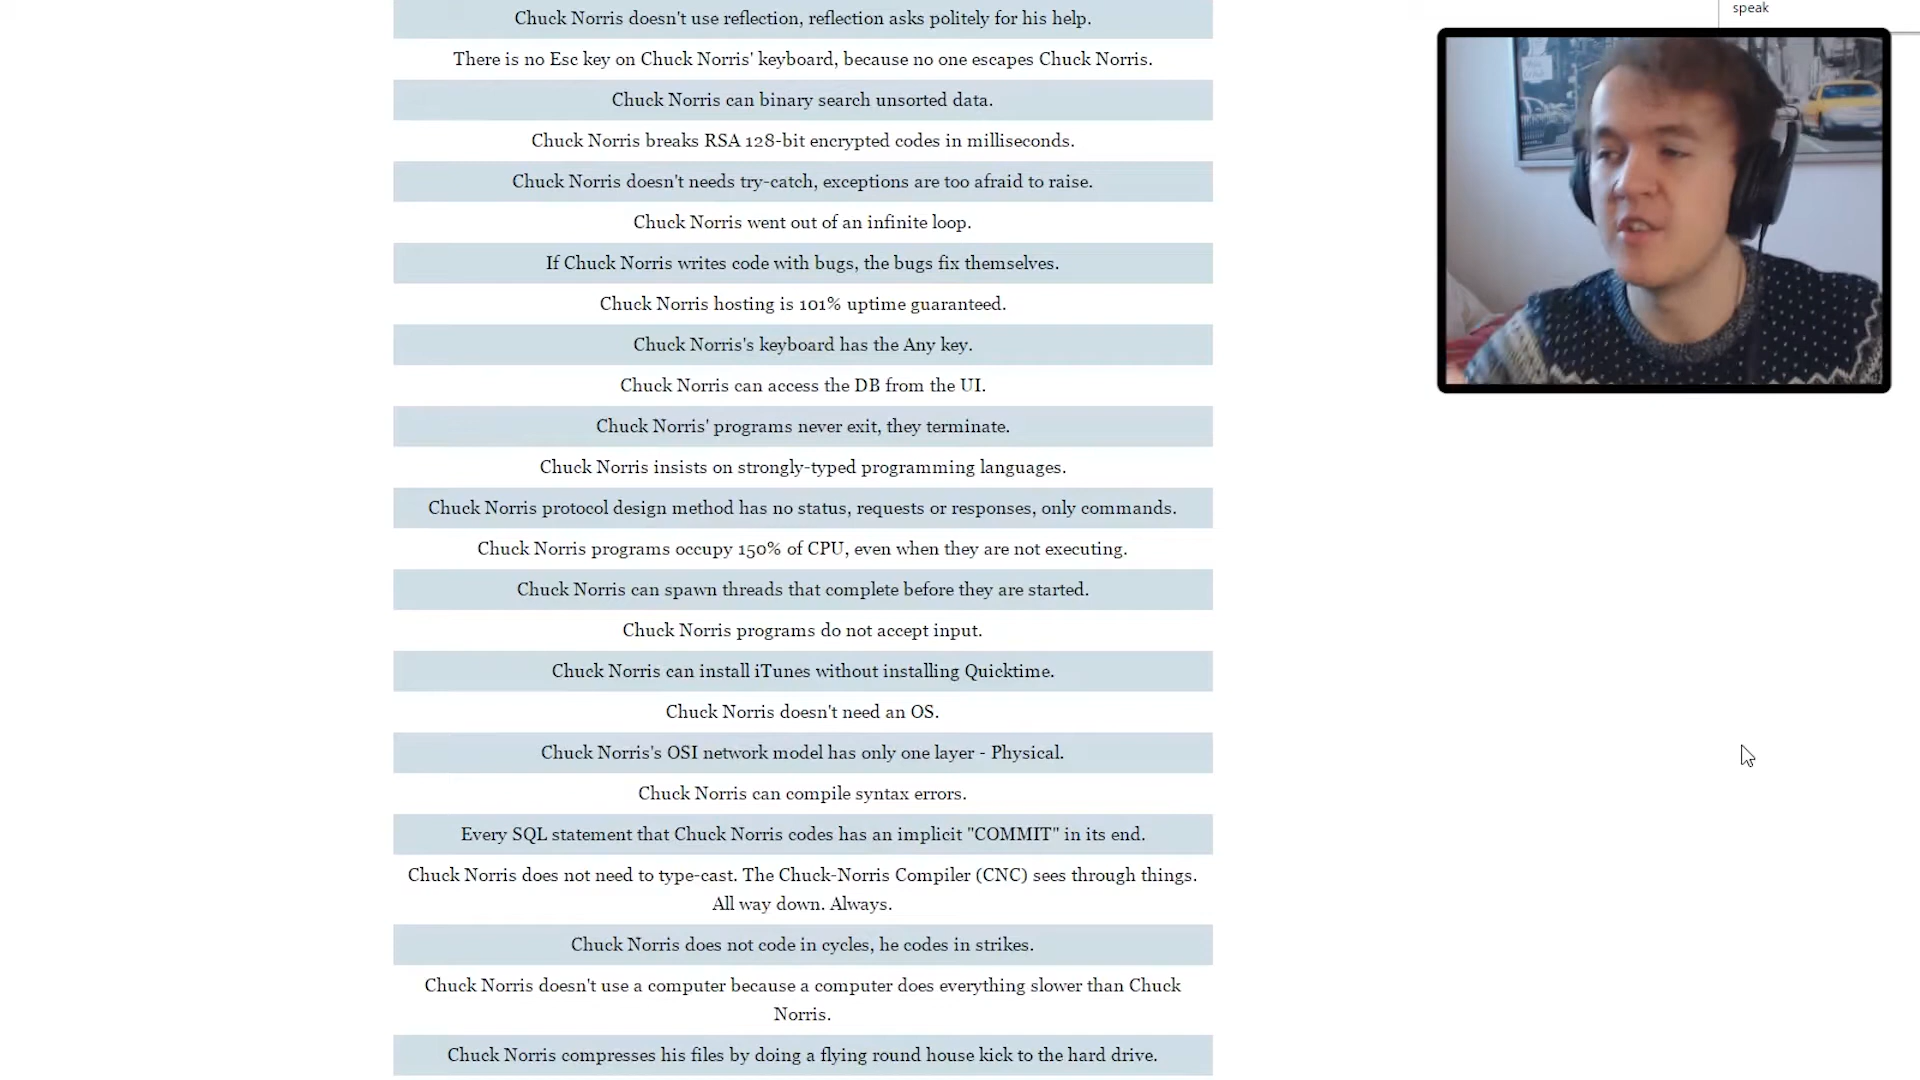 speak
Chuck Norris doesn't use reflection, reflection asks politely for his help.
There is no Esc key on Chuck Norris' keyboard, because no one escapes Chuck Norris.
Chuck Norris can binary search unsorted data.
Chuck Norris breaks RSA 128-bit encrypted codes in milliseconds.
Chuck Norris doesn't needs try-catch, exceptions are too afraid to raise.
Chuck Norris went out of an infinite loop.
If Chuck Norris writes code with bugs, the bugs fix themselves.
Chuck Norris hosting is 101% uptime guaranteed.
Chuck Norris's keyboard has the Any key.
Chuck Norris can access the DB from the UI.
Chuck Norris' programs never exit, they terminate.
Chuck Norris insists on strongly-typed programming languages.
Chuck Norris protocol design method has no status, requests or responses, only commands.
Chuck Norris programs occupy 150% of CPU, even when they are not executing.
Chuck Norris can spawn threads that complete before they are started.
Chuck Norris programs do not accept input.
Chuck Norris can install iTunes without installing Quicktime.
Chuck Norris doesn't need an OS.
Chuck Norris's OSI network model has only one layer - Physical.
Chuck Norris can compile syntax errors.
Every SQL statement that Chuck Norris codes has an implicit "COMMIT" in its end.
Chuck Norris does not need to type-cast. The Chuck-Norris Compiler (CNC) sees through things.
All way down. Always.
Chuck Norris does not code in cycles, he codes in strikes.
Chuck Norris doesn't use a computer because a computer does everything slower than Chuck
Norris.
Chuck Norris compresses his files by doing a flying round house kick to the hard drive.